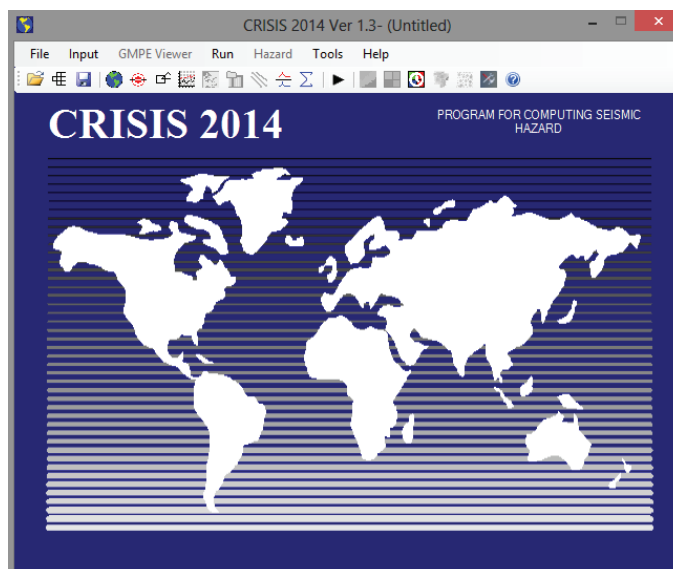 CRISIS 2014 Ver 1.3- (Untitled)
File Input GMPE Viewer Run Hazard Tools Help
CRISIS 2014
PROGRAM FOR COMPUTING SEISMIC
HAZARD